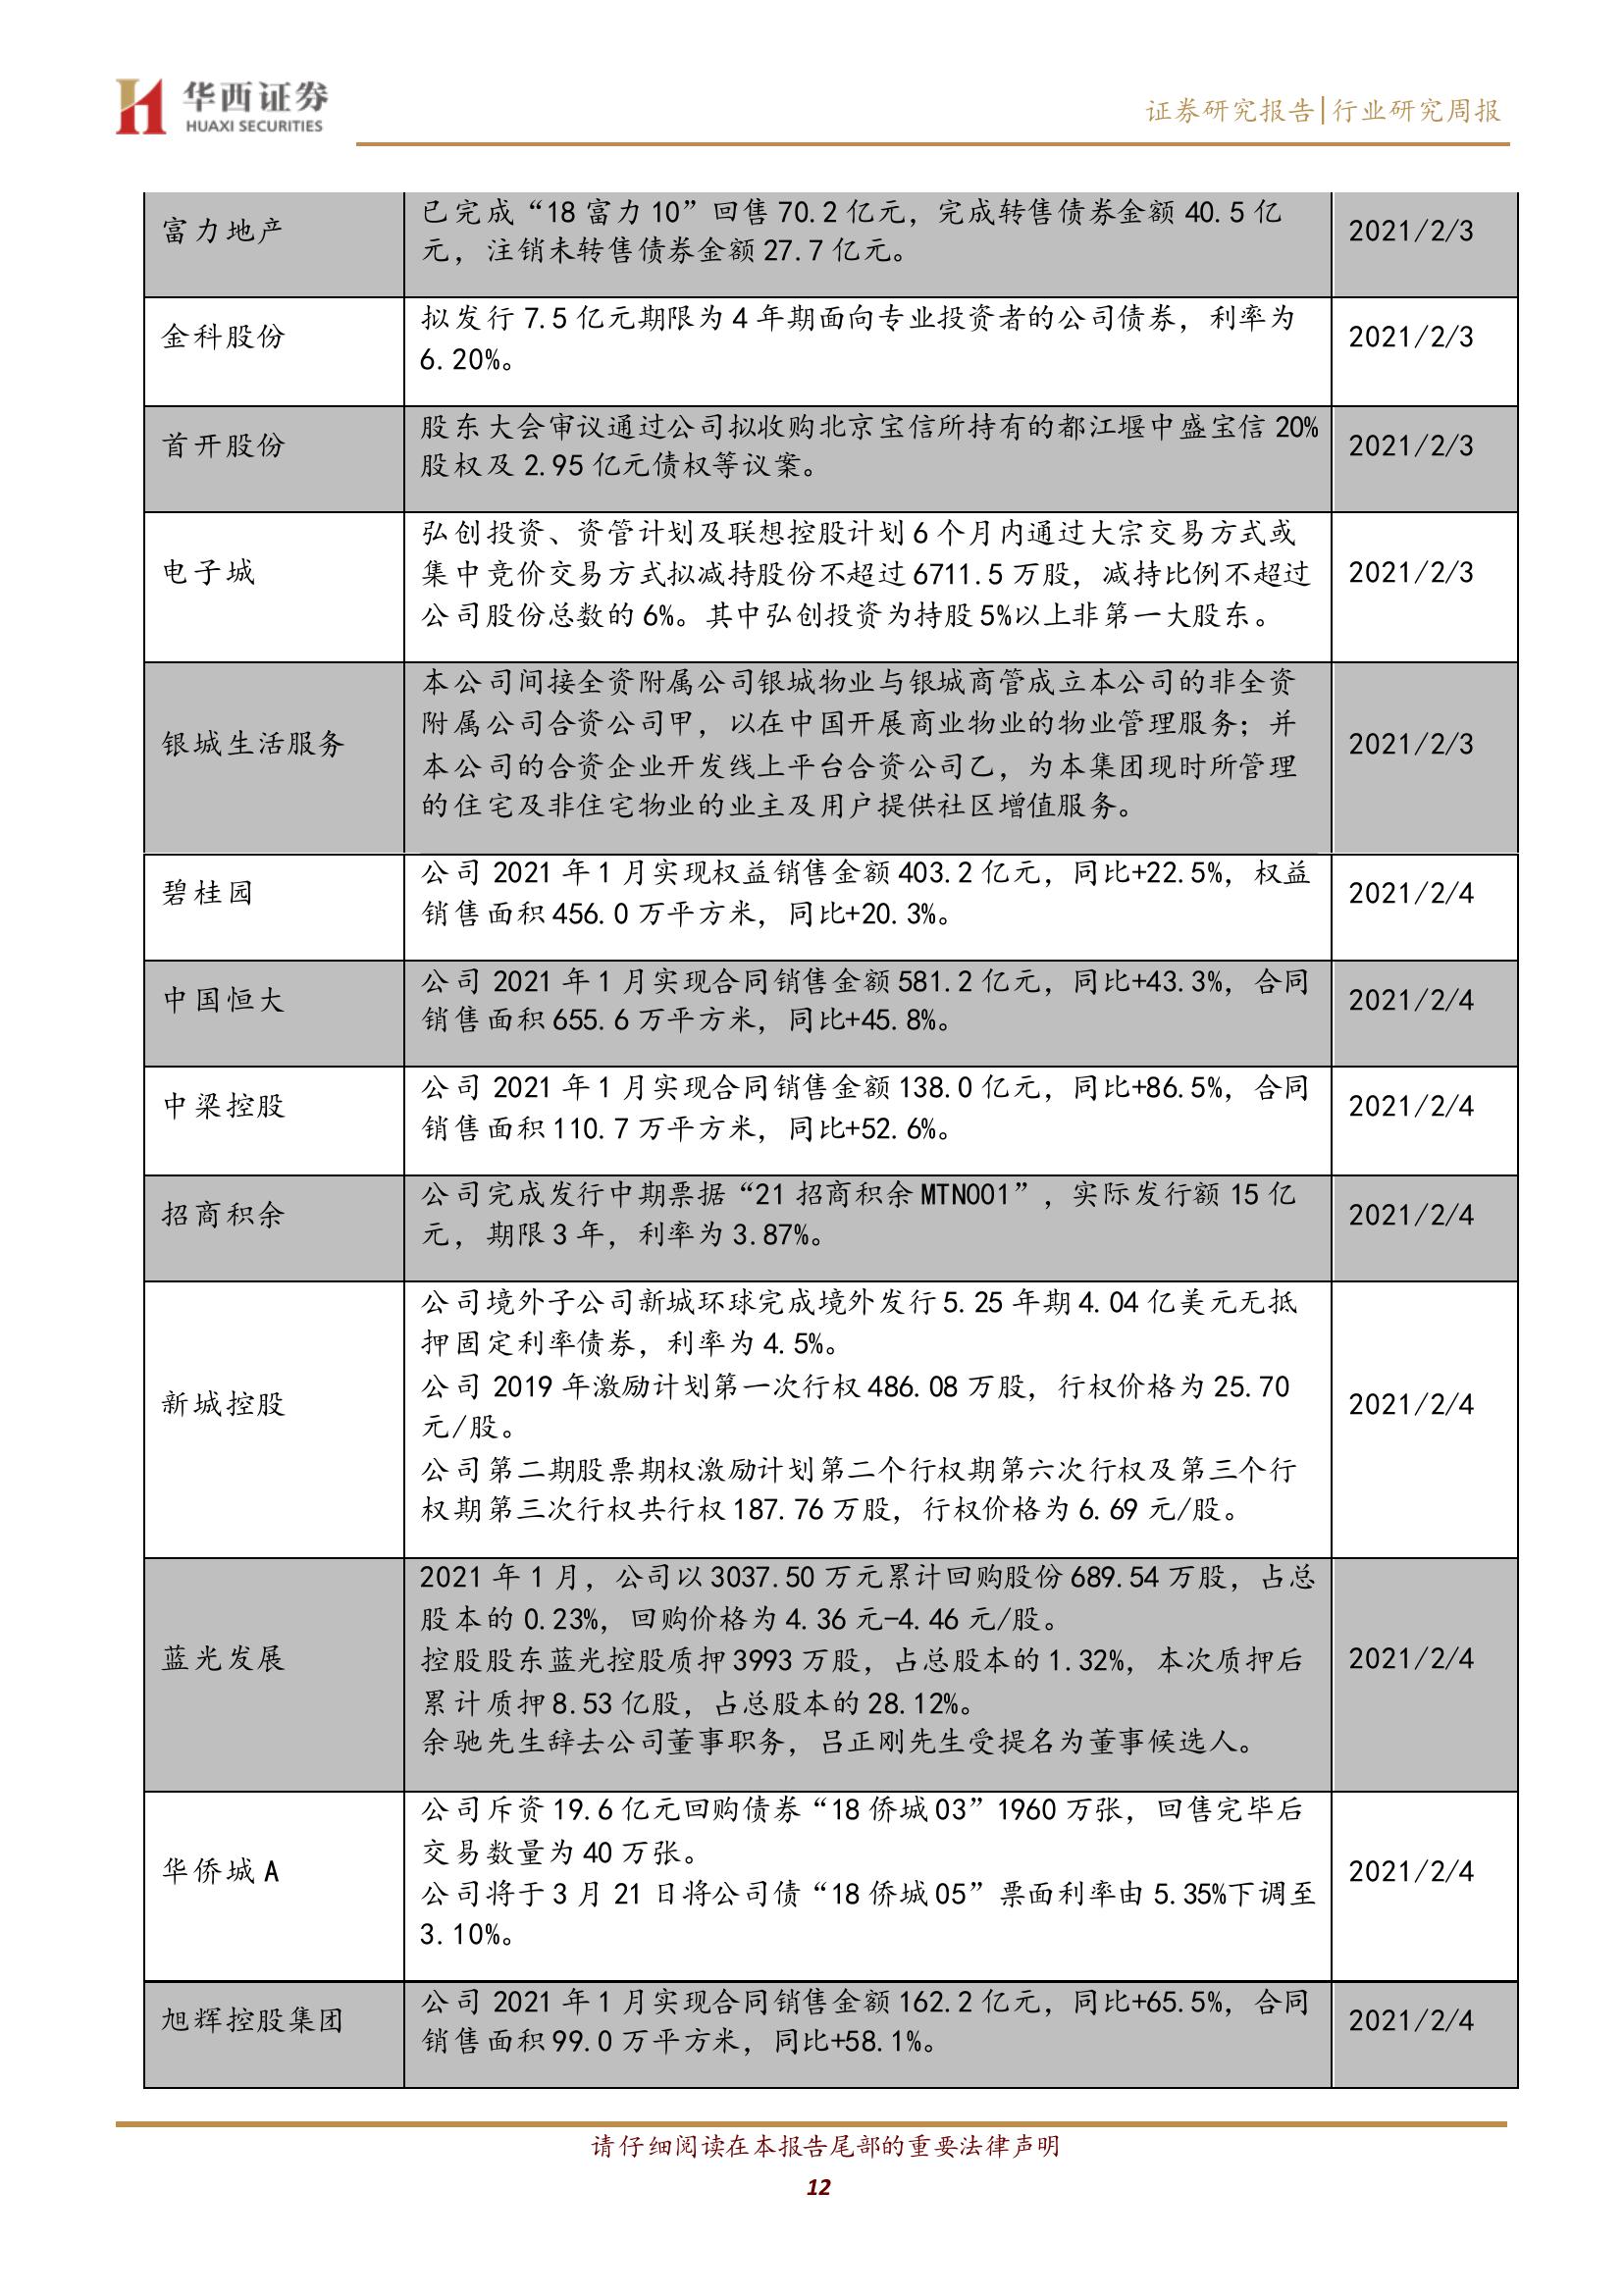 华西证券
HUAXI SECURITIES
证券研究报告|行业研究周报
富力地产
已完成“18 富力 10”回售 70.2 亿元，完成转售债券金额 40.5 亿
元，注销未转售债券金额 27.7 亿元。
2021/2/3
金科股份
拟发行 7.5 亿元期限为 4 年期面向专业投资者的公司债券，利率为
6.20%。
2021/2/3
首开股份
股东大会审议通过公司拟收购北京宝信所持有的都江堰中盛宝信 20%
股权及 2.95 亿元债权等议案。
2021/2/3
电子城
弘创投资、资管计划及联想控股计划 6 个月内通过大宗交易方式或
集中竞价交易方式拟减持股份不超过 6711.5 万股，减持比例不超过
公司股份总数的 6%。其中弘创投资为持股 5%以上非第一大股东。
2021/2/3
银城生活服务
本公司间接全资附属公司银城物业与银城商管成立本公司的非全资
附属公司合资公司甲，以在中国开展商业物业的物业管理服务；并
本公司的合资企业开发线上平台合资公司乙，为本集团现时所管理
的住宅及非住宅物业的业主及用户提供社区增值服务。
2021/2/3
碧桂园
公司 2021 年 1 月实现权益销售金额 403.2 亿元，同比+22.5%，权益
销售面积 456.0 万平方米，同比+20.3%。
2021/2/4
中国恒大
公司 2021 年 1 月实现合同销售金额 581.2 亿元，同比+43.3%，合同
销售面积 655.6 万平方米，同比+45.8%。
2021/2/4
中梁控股
公司 2021 年 1 月实现合同销售金额 138.0 亿元，同比+86.5%，合同
销售面积 110.7 万平方米，同比+52.6%。
2021/2/4
招商积余
公司完成发行中期票据“21 招商积余 MTN001”，实际发行额 15 亿
元，期限 3 年，利率为 3.87%。
2021/2/4
新城控股
公司境外子公司新城环球完成境外发行 5.25 年期 4.04 亿美元无抵
押固定利率债券，利率为 4.5%。
公司 2019 年激励计划第一次行权 486.08 万股，行权价格为 25.70
元/股。
公司第二期股票期权激励计划第二个行权期第六次行权及第三个行
权期第三次行权共行权 187.76 万股，行权价格为 6.69 元/股。
2021/2/4
蓝光发展
2021 年 1 月，公司以 3037.50 万元累计回购股份 689.54 万股，占总
股本的 0.23%，回购价格为 4.36 元-4.46 元/股。
控股股东蓝光控股质押 3993 万股，占总股本的 1.32%，本次质押后
累计质押 8.53 亿股，占总股本的 28.12%。
余驰先生辞去公司董事职务，吕正刚先生受提名为董事候选人。
2021/2/4
华侨城 A
公司斥资 19.6 亿元回购债券“18 侨城 03”1960 万张，回售完毕后
交易数量为 40 万张。
公司将于 3 月 21 日将公司债“18 侨城 05”票面利率由 5.35%下调至
3.10%。
2021/2/4
旭辉控股集团
公司 2021 年 1 月实现合同销售金额 162.2 亿元，同比+65.5%，合同
销售面积 99.0 万平方米，同比+58.1%。
2021/2/4
请仔细阅读在本报告尾部的重要法律声明
12